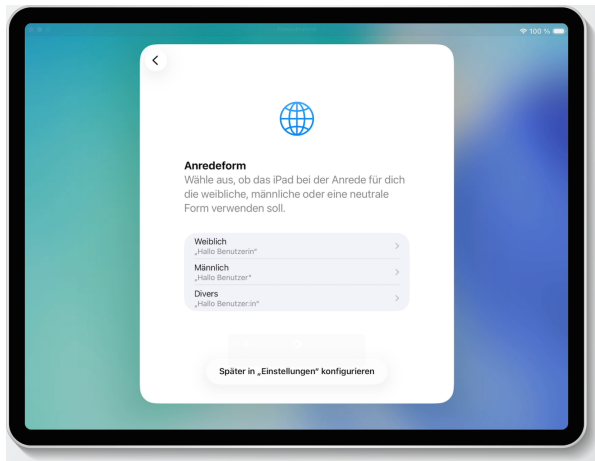 100 %
Anredeform
Wähle aus, ob das iPad bei der Anrede für dich
die weibliche, männliche oder eine neutrale
Form verwenden soll.
Weiblich
„Hallo Benutzerin“
Männlich
„Hallo Benutzer“
Divers
„Hallo Benutzer:in“
Später in „Einstellungen“ konfigurieren